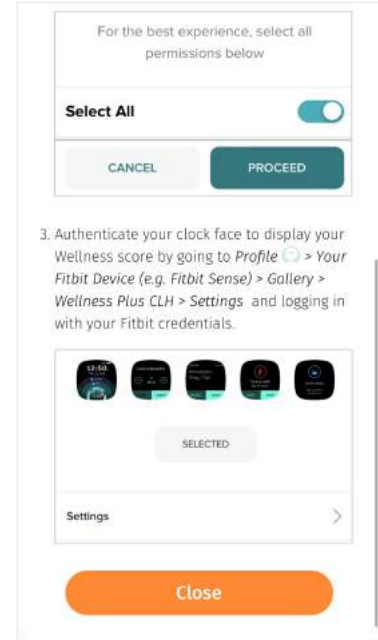 For the best experience, select all
permissions below
Select All
CANCEL
PROCEED
3. Authenticate your clock face to display your
Wellness score by going to Profile > Your
Fitbit Device (e.g. Fitbit Sense) > Gallery >
Wellness Plus CLH > Settings and logging in
with your Fitbit credentials.
12:50
SELECTED
Settings
Close